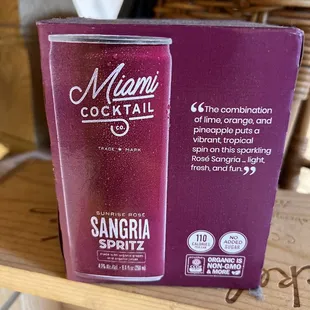 Miami
COCKTAIL
CO.
TRADE MARK
SUNRISE ROSÉ
SANGRIA
SPRITZ
“The combination
of lime, orange, and
pineapple puts a
vibrant, tropical
spin on this sparkling
Rosé Sangria ... light,
fresh, and fun.”
110
CALORIES
NO
ADDED
SUGAR
ORGANIC IS
NON-GMO
& MORE